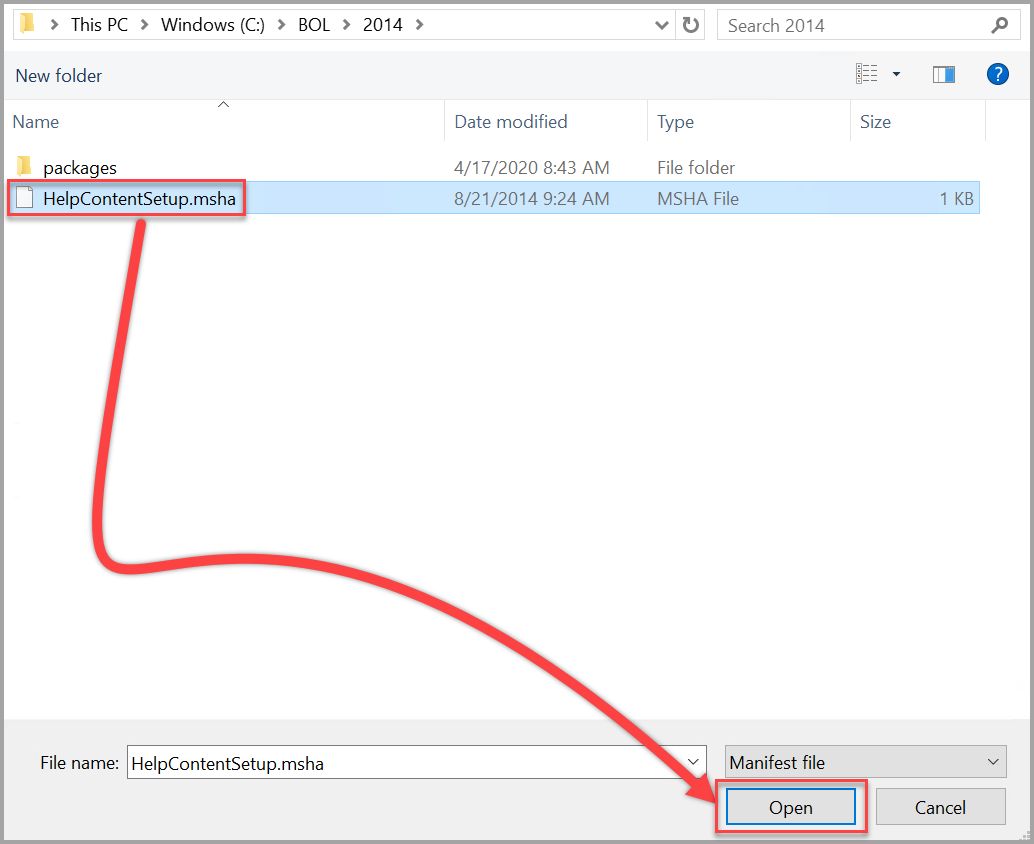 This PC > Windows (C:) > BOL > 2014 >
Search 2014
New folder
?
Name Date modified Type Size
packages 4/17/2020 8:43 AM File folder
HelpContentSetup.msha 8/21/2014 9:24 AM MSHA File 1 KB
File name: HelpContentSetup.msha Manifest file
Open Cancel